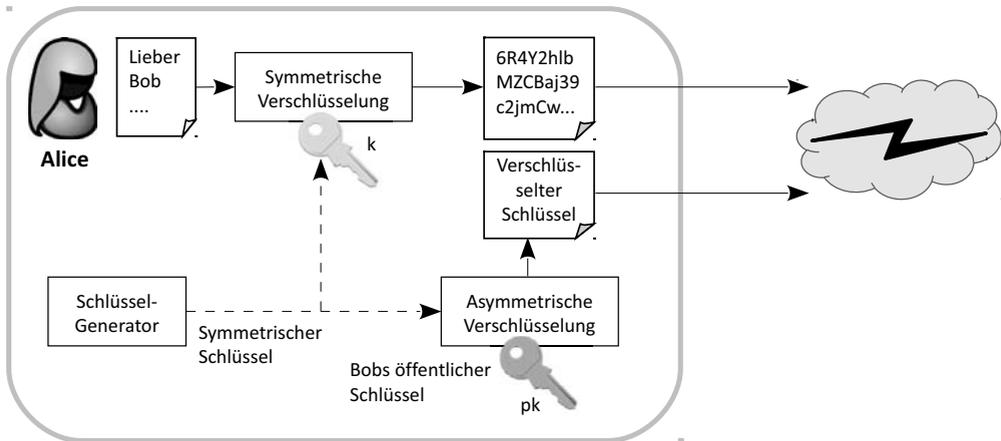 Lieber
Bob
....
Alice
Symmetrische
Verschlüsselung
k
6R4Y2hlb
MZCBaj39
c2jmCw...
Verschlüs-
selter
Schlüssel
Schlüssel-
Generator
Symmetrischer
Schlüssel
Asymmetrische
Verschlüsselung
Bobs öffentlicher
Schlüssel
pk